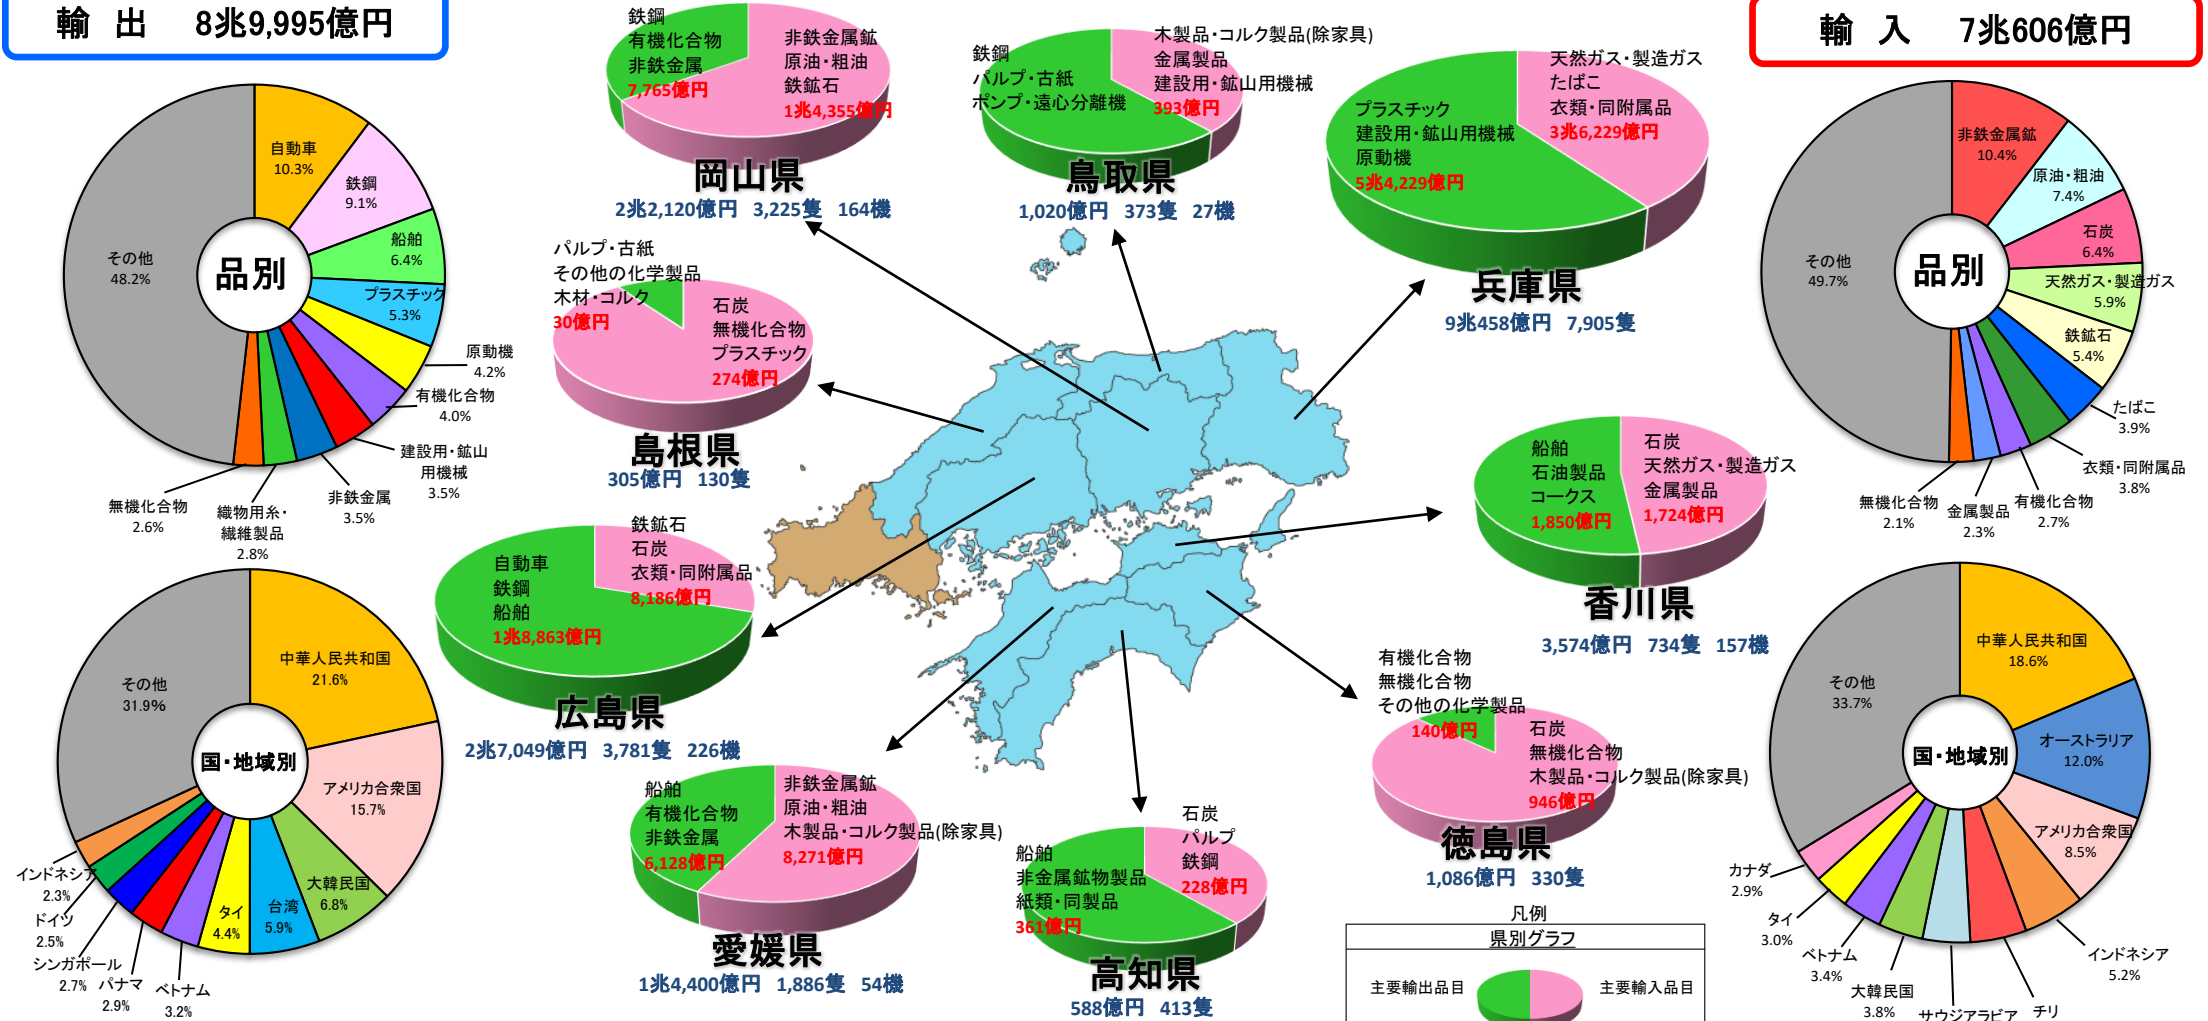 輸 出 8兆9,995億円
輸 入 7兆606億円
品別
自動車
10.3%
鉄鋼
9.1%
船舶
6.4%
プラスチック
5.3%
原動機
4.2%
有機化合物
4.0%
建設用・鉱山
用機械
3.5%
非鉄金属
3.5%
織物用糸・
繊維製品
2.8%
無機化合物
2.6%
その他
48.2%
国・地域別
中華人民共和国
21.6%
アメリカ合衆国
15.7%
大韓民国
6.8%
台湾
5.9%
タイ
4.4%
ベトナム
3.2%
パナマ
2.9%
シンガポール
2.7%
ドイツ
2.5%
インドネシア
2.3%
その他
31.9%
鉄鋼
有機化合物
非鉄金属
7,765億円
非鉄金属鉱
原油・粗油
鉄鉱石
1兆4,355億円
岡山県
2兆2,120億円 3,225隻 164機
鉄鋼
パルプ・古紙
ポンプ・遠心分離機
木製品・コルク製品(除家具)
金属製品
建設用・鉱山用機械
393億円
鳥取県
1,020億円 373隻 27機
プラスチック
建設用・鉱山用機械
原動機
5兆4,229億円
天然ガス・製造ガス
たばこ
衣類・同附属品
3兆6,229億円
兵庫県
9兆458億円 7,905隻
パルプ・古紙
その他の化学製品
木材・コルク
30億円
石炭
無機化合物
プラスチック
274億円
島根県
305億円 130隻
自動車
鉄鋼
船舶
1兆8,863億円
鉄鉱石
石炭
衣類・同附属品
8,186億円
広島県
2兆7,049億円 3,781隻 226機
船舶
石油製品
コークス
1,850億円
石炭
天然ガス・製造ガス
金属製品
1,724億円
香川県
3,574億円 734隻 157機
有機化合物
無機化合物
その他の化学製品
140億円
石炭
無機化合物
木製品・コルク製品(除家具)
946億円
徳島県
1,086億円 330隻
船舶
有機化合物
非鉄金属
6,128億円
非鉄金属鉱
原油・粗油
木製品・コルク製品(除家具)
8,271億円
愛媛県
1兆4,400億円 1,886隻 54機
船舶
非金属鉱物製品
紙類・同製品
361億円
石炭
パルプ
鉄鋼
228億円
高知県
588億円 413隻
凡例
県別グラフ
主要輸出品目
主要輸入品目
品別
非鉄金属鉱
10.4%
原油・粗油
7.4%
石炭
6.4%
天然ガス・製造ガス
5.9%
鉄鉱石
5.4%
たばこ
3.9%
衣類・同附属品
3.8%
有機化合物
2.7%
金属製品
2.3%
無機化合物
2.1%
その他
49.7%
国・地域別
中華人民共和国
18.6%
オーストラリア
12.0%
アメリカ合衆国
8.5%
インドネシア
5.2%
チリ
サウジアラビア
大韓民国
3.8%
ベトナム
3.4%
タイ
3.0%
カナダ
2.9%
その他
33.7%